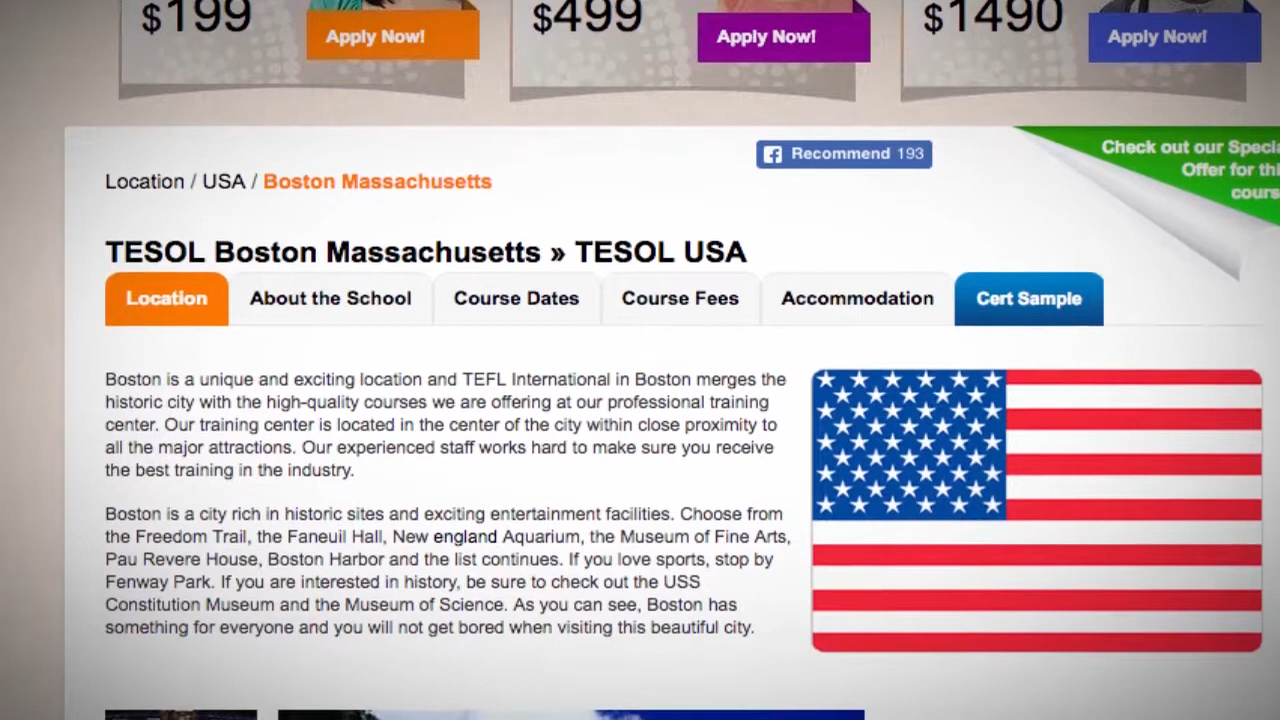 $199
$499
$1490
Apply Now!
Apply Now!
Apply Now!
Recommend 193
Check out our Specia
Offer for thi
cours
Location / USA / Boston Massachusetts
TESOL Boston Massachusetts » TESOL USA
Location
About the School
Course Dates
Course Fees
Accommodation
Cert Sample
Boston is a unique and exciting location and TEFL International in Boston merges the
historic city with the high-quality courses we are offering at our professional training
center. Our training center is located in the center of the city within close proximity to
all the major attractions. Our experienced staff works hard to make sure you receive
the best training in the industry.
Boston is a city rich in historic sites and exciting entertainment facilities. Choose from
the Freedom Trail, the Faneuil Hall, New england Aquarium, the Museum of Fine Arts,
Pau Revere House, Boston Harbor and the list continues. If you love sports, stop by
Fenway Park. If you are interested in history, be sure to check out the USS
Constitution Museum and the Museum of Science. As you can see, Boston has
something for everyone and you will not get bored when visiting this beautiful city.